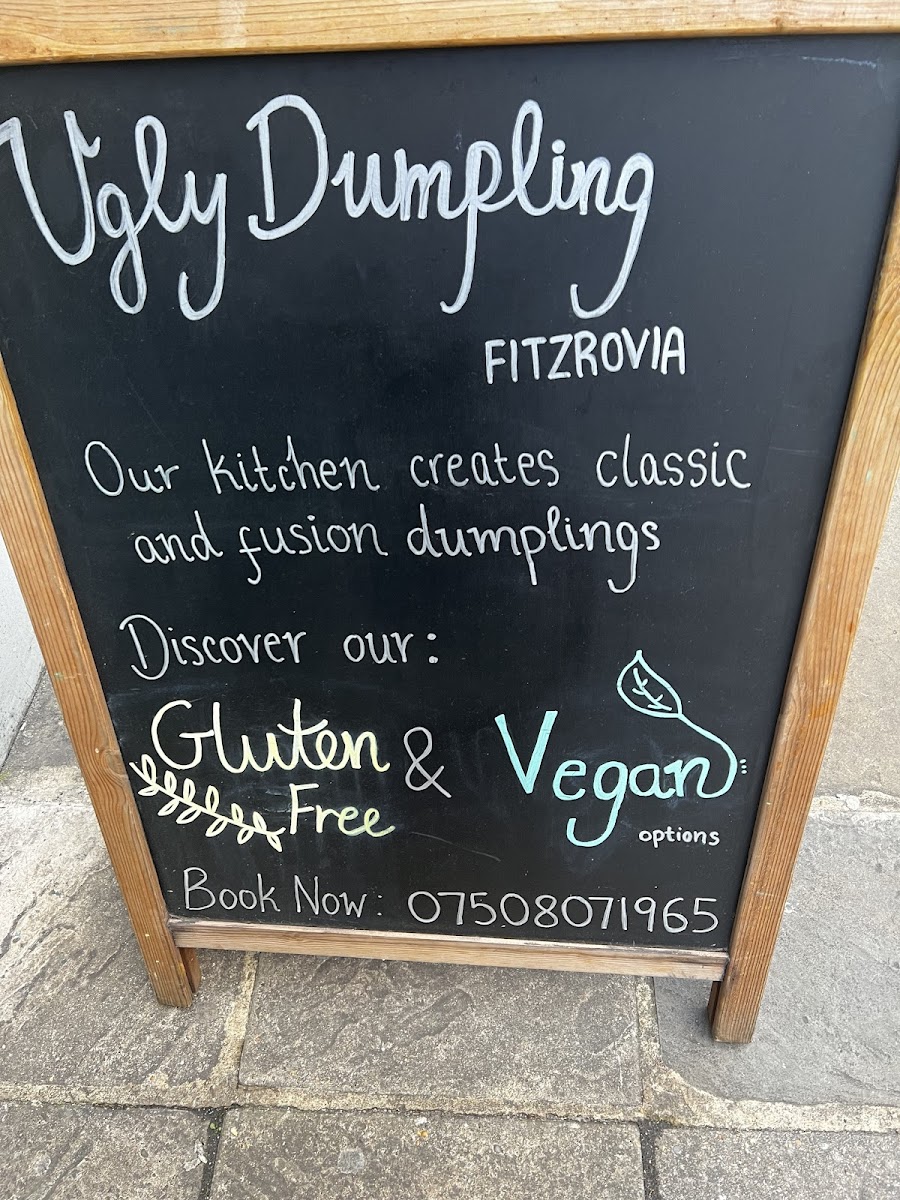 Ugly Dumpling
FITZROVIA
Our kitchen creates classic
and fusion dumplings
Discover our:
Gluten & Vegan
Free
options
Book Now: 07508071965